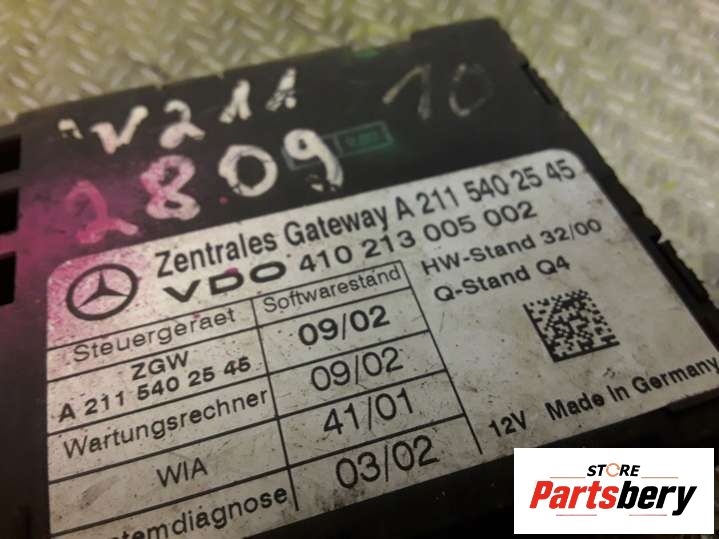 W211 10
2809
Zentrales Gateway A 211 540 25 45
VDO 410 213 005 002
HW-Stand 32/00
Q-Stand Q4
Steuergeraet Softwarestand
ZGW 09/02
A 211 540 25 45 09/02
Wartungsrechner 41/01
WIA 03/02
temdiagnose
12V Made in Germany
STORE
Partsbery